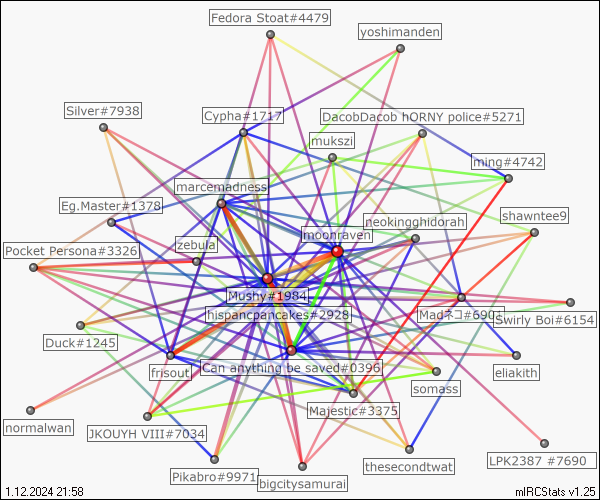 Fedora Stoat#4479
yoshimanden
Silver#7938
Cypha#1717
DacobDacob hORNY police#5271
mukszi
ming#4742
marcemadness
Eg.Master#1378
shawntee9
neokingghidorah
moonraven
zebula
Pocket Persona#3326
Mushy#1984
hispancpancakes#2928
Madネコ#6901
Swirly Boi#6154
Duck#1245
frisout
Can anything be saved#0396
eliakith
somass
Majestic#3375
normalwan
JKOUYH VIII#7034
Pikabro#9971
bigcitysamurai
thesecondtwat
LPK2387 #7690
1.12.2024 21:58
mIRCStats v1.25